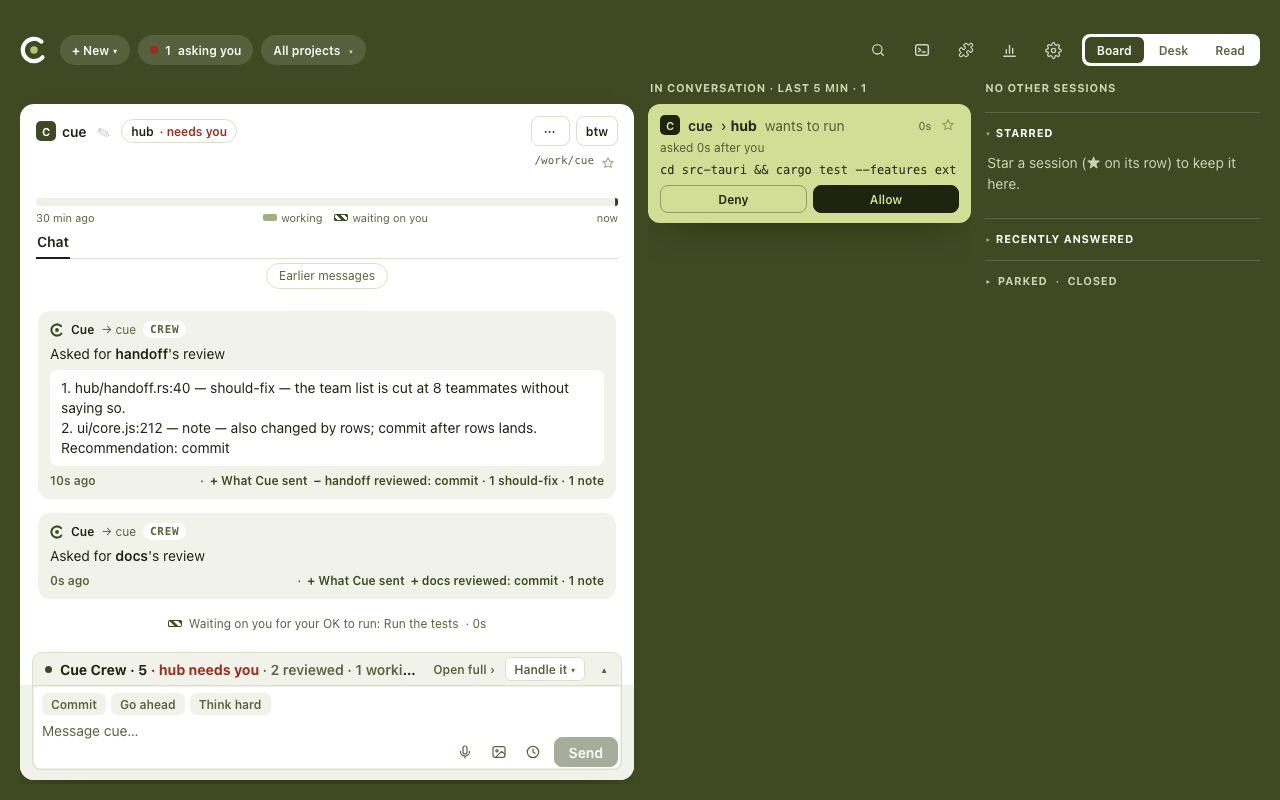 + New ▾
1 asking you
All projects ▾
Board
Desk
Read
C cue
hub · needs you
···
btw
/work/cue
30 min ago
working
waiting on you
now
Chat
Earlier messages
Cue → cue CREW
Asked for handoff's review
1. hub/handoff.rs:40 — should-fix — the team list is cut at 8 teammates without
saying so.
2. ui/core.js:212 — note — also changed by rows; commit after rows lands.
Recommendation: commit
10s ago · + What Cue sent − handoff reviewed: commit · 1 should-fix · 1 note
Cue → cue CREW
Asked for docs's review
0s ago · + What Cue sent + docs reviewed: commit · 1 note
Waiting on you for your OK to run: Run the tests · 0s
Cue Crew · 5 · hub needs you · 2 reviewed · 1 worki...
Open full ›
Handle it ▾
Commit
Go ahead
Think hard
Message cue...
Send
IN CONVERSATION · LAST 5 MIN · 1
C cue › hub wants to run 0s
asked 0s after you
cd src-tauri && cargo test --features ext
Deny
Allow
NO OTHER SESSIONS
▾ STARRED
Star a session (★ on its row) to keep it
here.
▸ RECENTLY ANSWERED
▸ PARKED · CLOSED